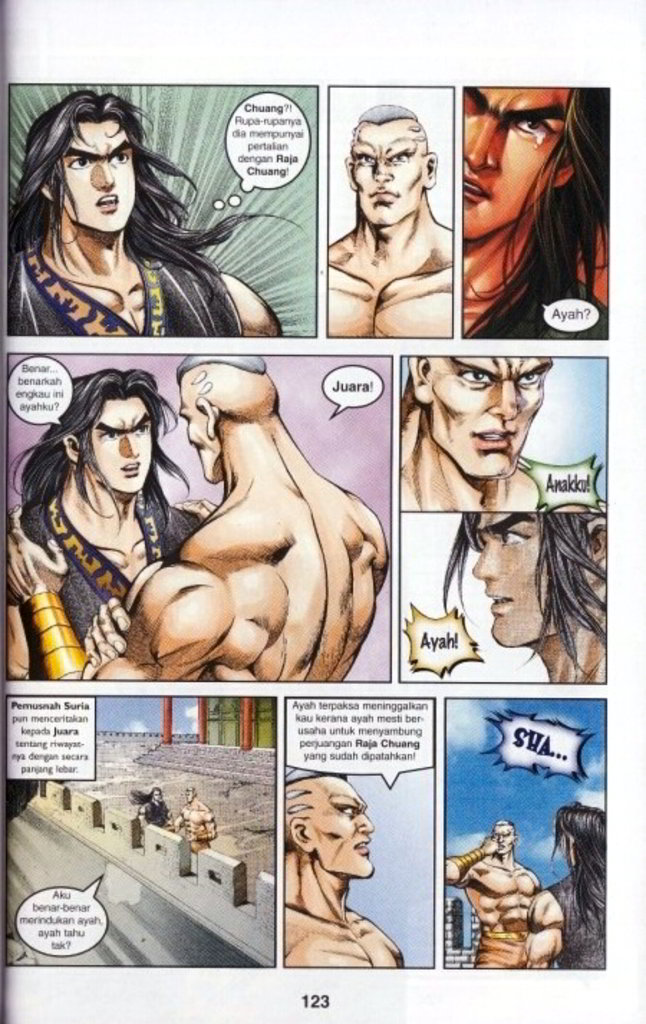 Chuang?!
Rupa-rupanya
dia mempunyai
pertalian
dengan Raja
Chuang!
Ayah?
Benar...
benarkah
engkau ini
ayahku?
Juara!
Anakku!
Ayah!
Pemusnah Suria
pun menceritakan
kepada Juara
tentang riwayat-
nya dengan secara
panjang lebar.
Aku
benar-benar
merindukan ayah,
ayah tahu
tak?
Ayah terpaksa meninggalkan
kau kerana ayah mesti ber-
usaha untuk menyambung
perjuangan Raja Chuang
yang sudah dipatahkan!
SHA...
123